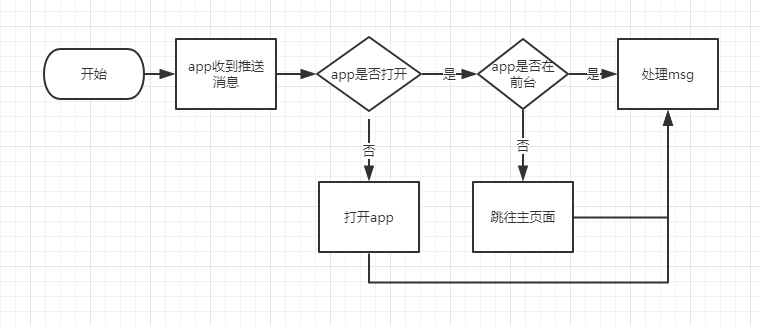 开始
app收到推送
消息
app是否打开
是
app是否在
前台
是
处理msg
否
否
打开app
跳往主页面